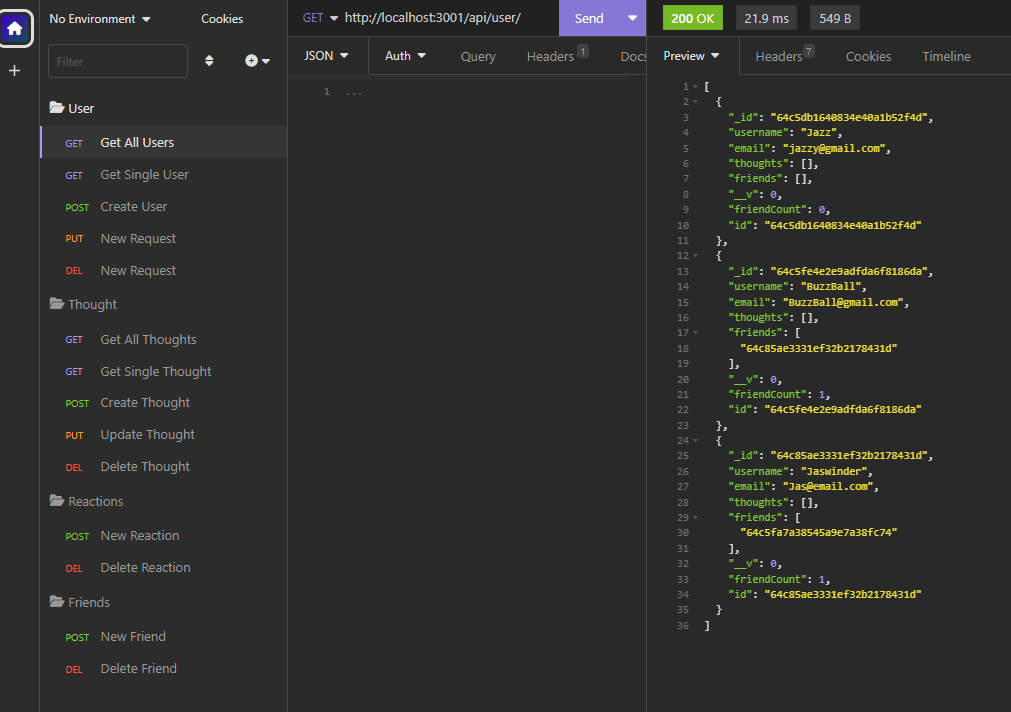 No Environment
Cookies
Filter
User
GET Get All Users
GET Get Single User
POST Create User
PUT New Request
DEL New Request
Thought
GET Get All Thoughts
GET Get Single Thought
POST Create Thought
PUT Update Thought
DEL Delete Thought
Reactions
POST New Reaction
DEL Delete Reaction
Friends
POST New Friend
DEL Delete Friend
GET http://localhost:3001/api/user/ Send
JSON Auth Query Headers 1 Docs
1 ...
200 OK 21.9 ms 549 B
Preview Headers 7 Cookies Timeline
1 [
2 {
3 "_id": "64c5db1640834e40a1b52f4d",
4 "username": "Jazz",
5 "email": "jazzy@gmail.com",
6 "thoughts": [],
7 "friends": [],
8 "__v": 0,
9 "friendCount": 0,
10 "id": "64c5db1640834e40a1b52f4d"
11 },
12 {
13 "_id": "64c5fe4e2e9adfda6f8186da",
14 "username": "BuzzBall",
15 "email": "BuzzBall@gmail.com",
16 "thoughts": [],
17 "friends": [
18 "64c85ae3331ef32b2178431d"
19 ],
20 "__v": 0,
21 "friendCount": 1,
22 "id": "64c5fe4e2e9adfda6f8186da"
23 },
24 {
25 "_id": "64c85ae3331ef32b2178431d",
26 "username": "Jaswinder",
27 "email": "Jas@email.com",
28 "thoughts": [],
29 "friends": [
30 "64c5fa7a38545a9e7a38fc74"
31 ],
32 "__v": 0,
33 "friendCount": 1,
34 "id": "64c85ae3331ef32b2178431d"
35 }
36 ]